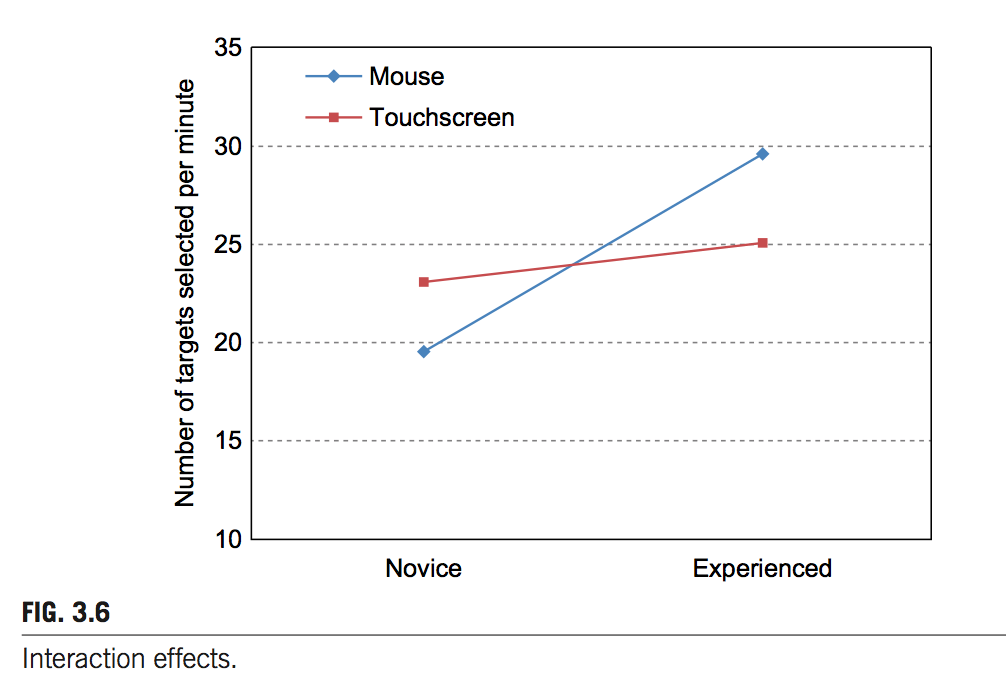 35
Mouse
Touchscreen
30
25
20
15
10
Number of targets selected per minute
Novice Experienced
FIG. 3.6
Interaction effects.